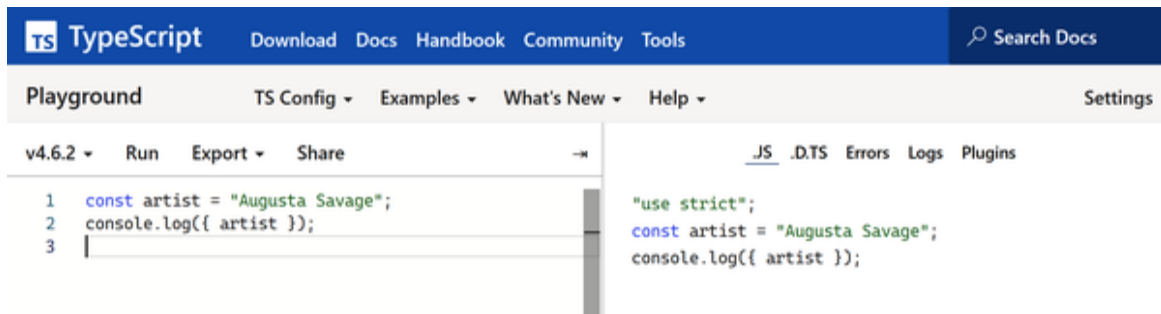 TS TypeScript Download Docs Handbook Community Tools Search Docs
Playground TS Config Examples What's New Help Settings
v4.6.2 Run Export Share .JS .D.TS Errors Logs Plugins
1 const artist = "Augusta Savage";
2 console.log({ artist });
3
"use strict";
const artist = "Augusta Savage";
console.log({ artist });